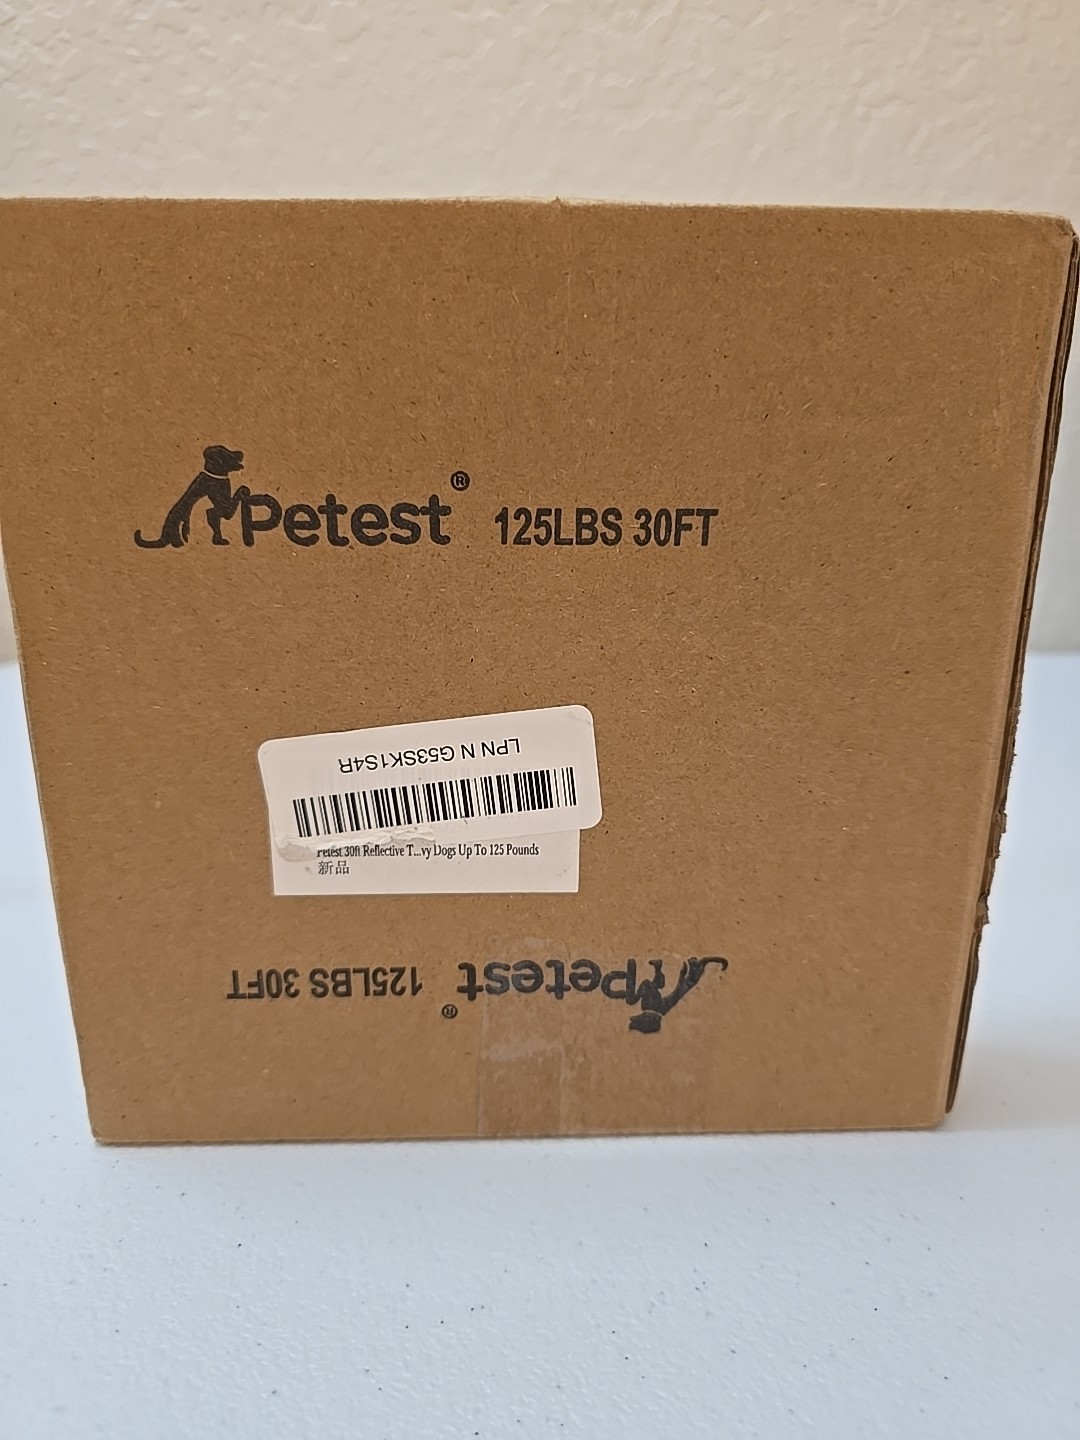 Petest® 125LBS 30FT
LPN N G53SK1S4R
Petest 30ft Reflective T...vy Dogs Up To 125 Pounds
新品
Petest® 125LBS 30FT